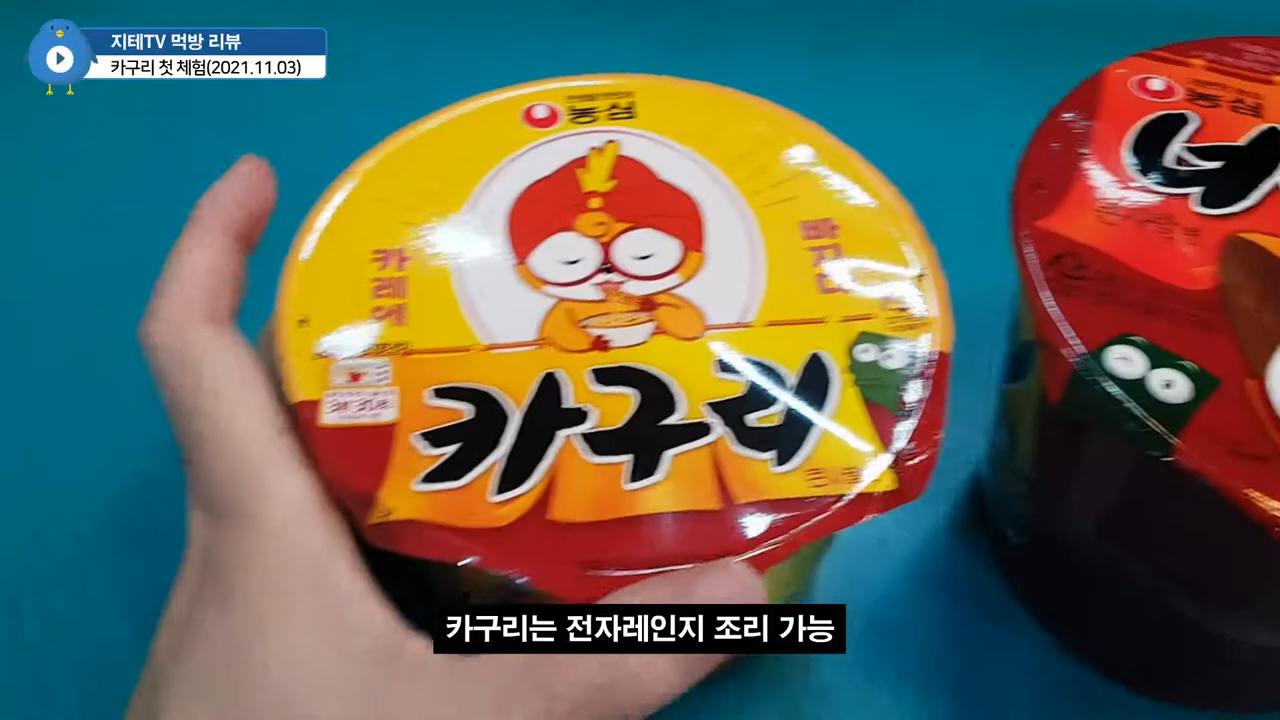 지테TV 먹방 리뷰
카구리 첫 체험(2021.11.03)
농심
카레에
빠진
카구리
농심
너
카구리는 전자레인지 조리 가능